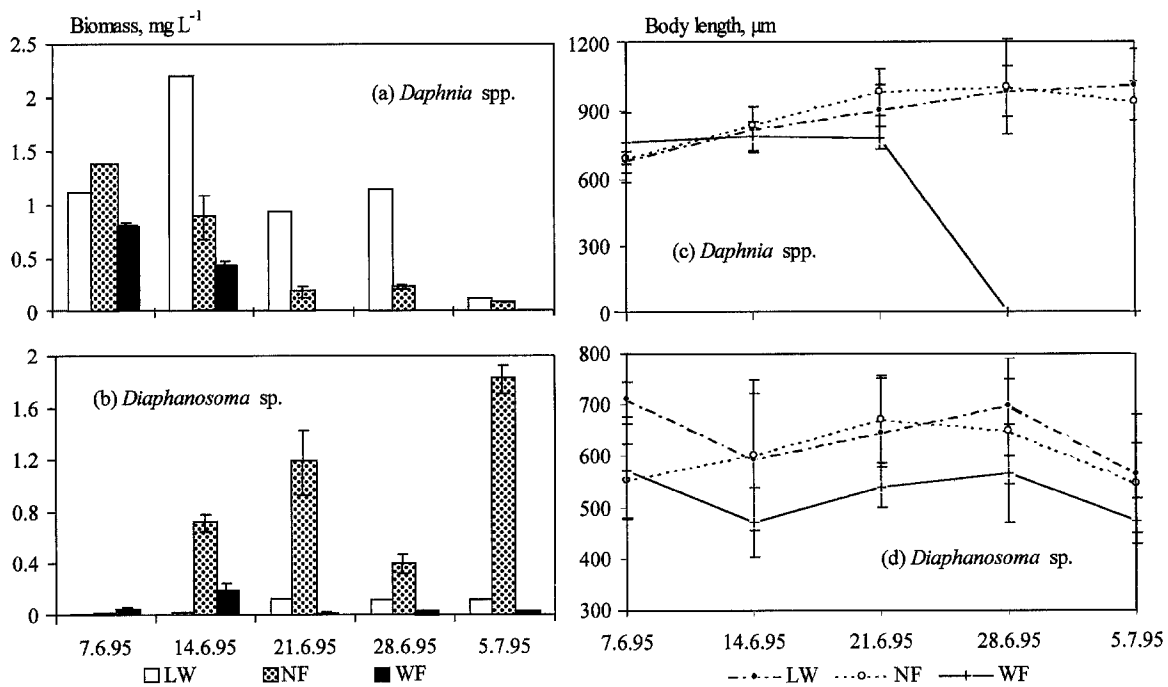 Biomass, mg L⁻¹
2.5
2
1.5
1
0.5
0
(a) Daphnia spp.
2
1.6
1.2
0.8
0.4
0
(b) Diaphanosoma sp.
7.6.95 14.6.95 21.6.95 28.6.95 5.7.95
LW NF WF
Body length, µm
1200
900
600
300
0
(c) Daphnia spp.
800
700
600
500
400
300
(d) Diaphanosoma sp.
7.6.95 14.6.95 21.6.95 28.6.95 5.7.95
LW NF WF